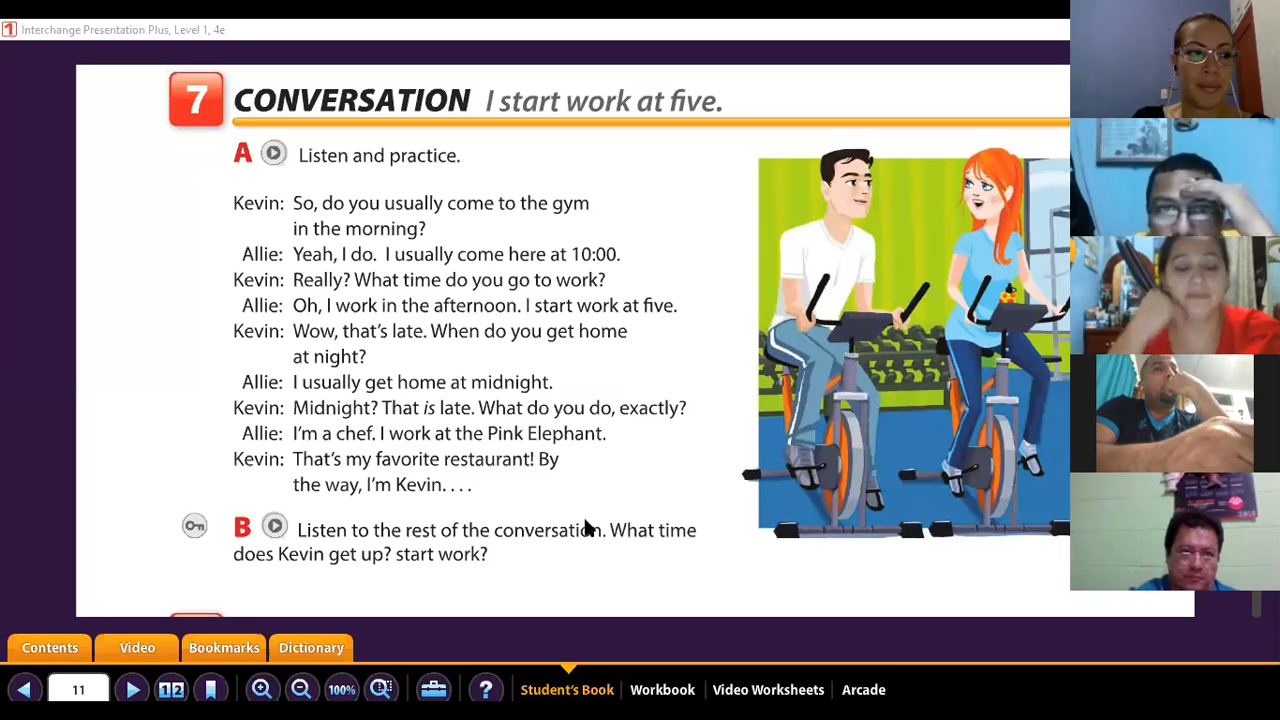 Interchange Presentation Plus, Level 1, 4e
7 CONVERSATION I start work at five.
A Listen and practice.
Kevin: So, do you usually come to the gym
in the morning?
Allie: Yeah, I do. I usually come here at 10:00.
Kevin: Really? What time do you go to work?
Allie: Oh, I work in the afternoon. I start work at five.
Kevin: Wow, that's late. When do you get home
at night?
Allie: I usually get home at midnight.
Kevin: Midnight? That is late. What do you do, exactly?
Allie: I'm a chef. I work at the Pink Elephant.
Kevin: That's my favorite restaurant! By
the way, I'm Kevin. . . .
B Listen to the rest of the conversation. What time
does Kevin get up? start work?
Contents Video Bookmarks Dictionary
11 1 2 100% ? Student's Book Workbook Video Worksheets Arcade